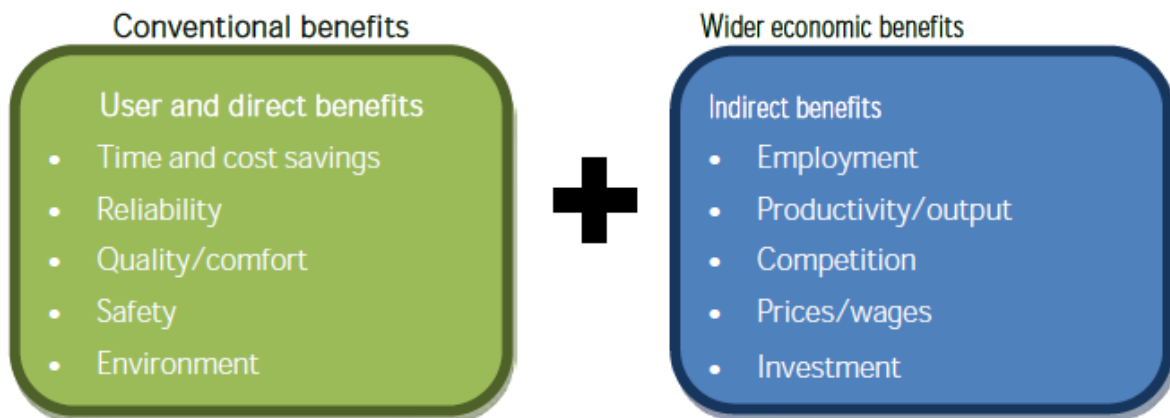 Conventional benefits
User and direct benefits
• Time and cost savings
• Reliability
• Quality/comfort
• Safety
• Environment
Wider economic benefits
Indirect benefits
• Employment
• Productivity/output
• Competition
• Prices/wages
• Investment